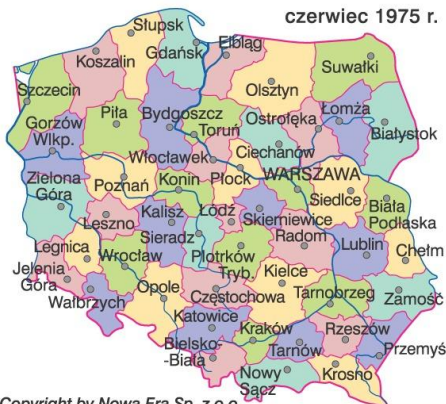 czerwiec 1975 r.
Słupsk
Koszalin
Gdańsk
Elbląg
Suwałki
Szczecin
Olsztyn
Gorzów
Wlkp.
Piła
Bydgoszcz
Toruń
Ostrołęka
Łomża
Białystok
Włocławek
Ciechanów
Zielona
Góra
Poznań
Konin
Płock
WARSZAWA
Siedlce
Biała
Podlaska
Leszno
Kalisz
Łódź
Skierniewice
Sieradz
Radom
Legnica
Wrocław
Piotrków
Tryb.
Lublin
Chełm
Jelenia
Góra
Wałbrzych
Opole
Częstochowa
Kielce
Tarnobrzeg
Zamość
Katowice
Kraków
Rzeszów
Bielsko-
-Biała
Tarnów
Przemyś
Nowy
Sącz
Krosno
Copyright by Nowa Era Sp. z o.o.